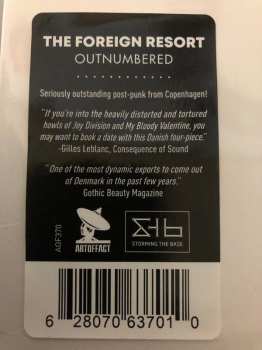 THE FOREIGN RESORT
OUTNUMBERED
Seriously outstanding post-punk from Copenhagen!
"If you're into the heavily distorted and tortured
howls of Joy Division and My Bloody Valentine, you
may want to book a date with this Danish four-piece."
-Gilles Leblanc, Consequence of Sound
"One of the most dynamic exports to come out
of Denmark in the past few years."
Gothic Beauty Magazine
AOF370
ARTOFFACT
STORMING THE BASE
6 28070 63701 0